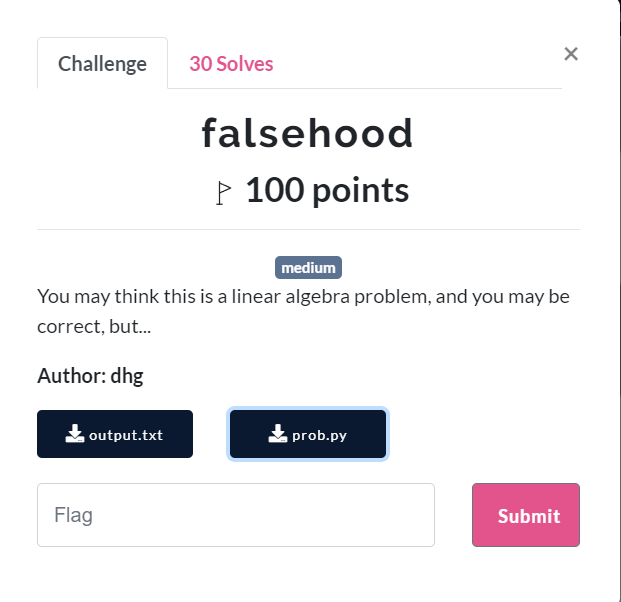 Challenge
30 Solves
×
falsehood
100 points
medium
You may think this is a linear algebra problem, and you may be
correct, but...
Author: dhg
output.txt
prob.py
Flag
Submit